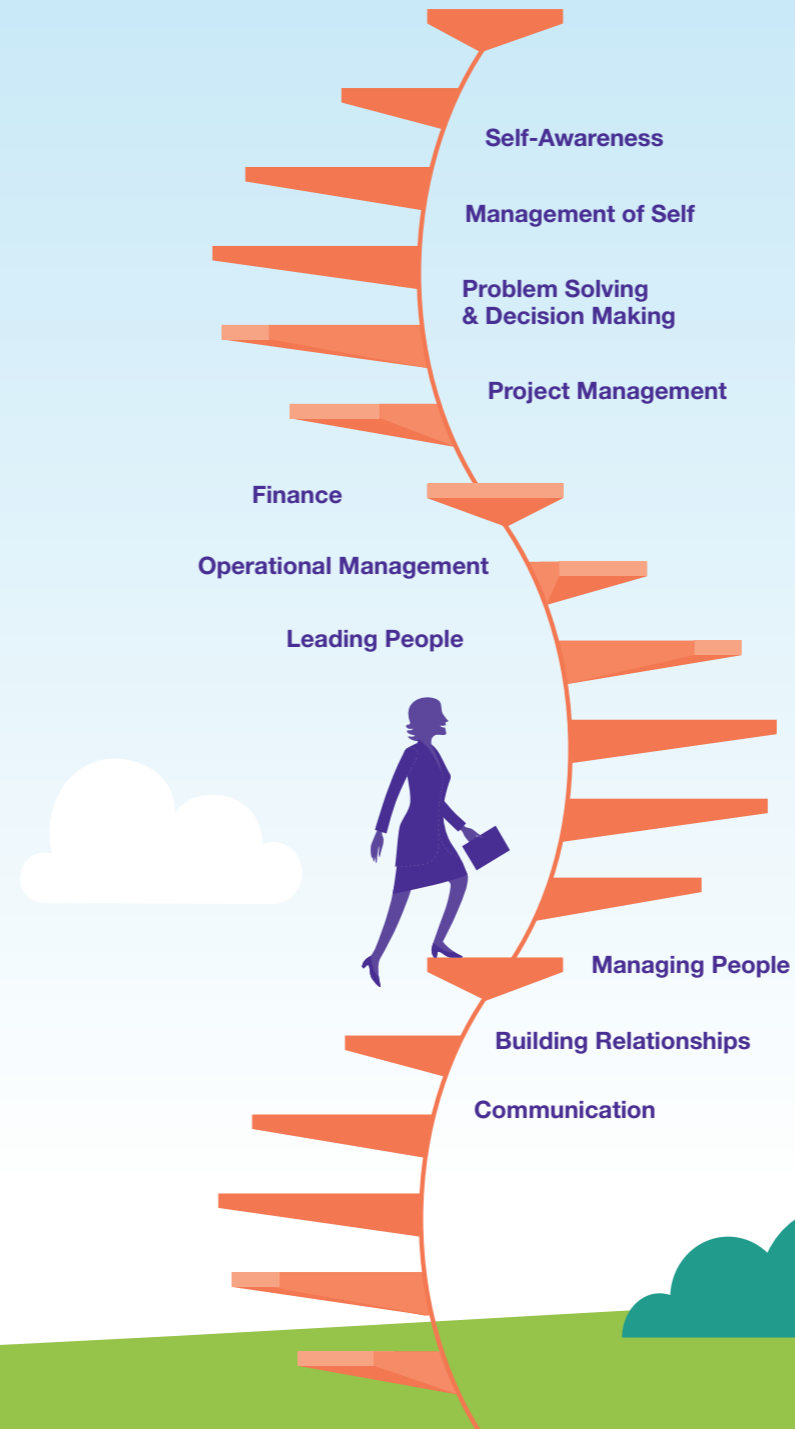 Self-Awareness
Management of Self
Problem Solving
& Decision Making
Project Management
Finance
Operational Management
Leading People
Managing People
Building Relationships
Communication